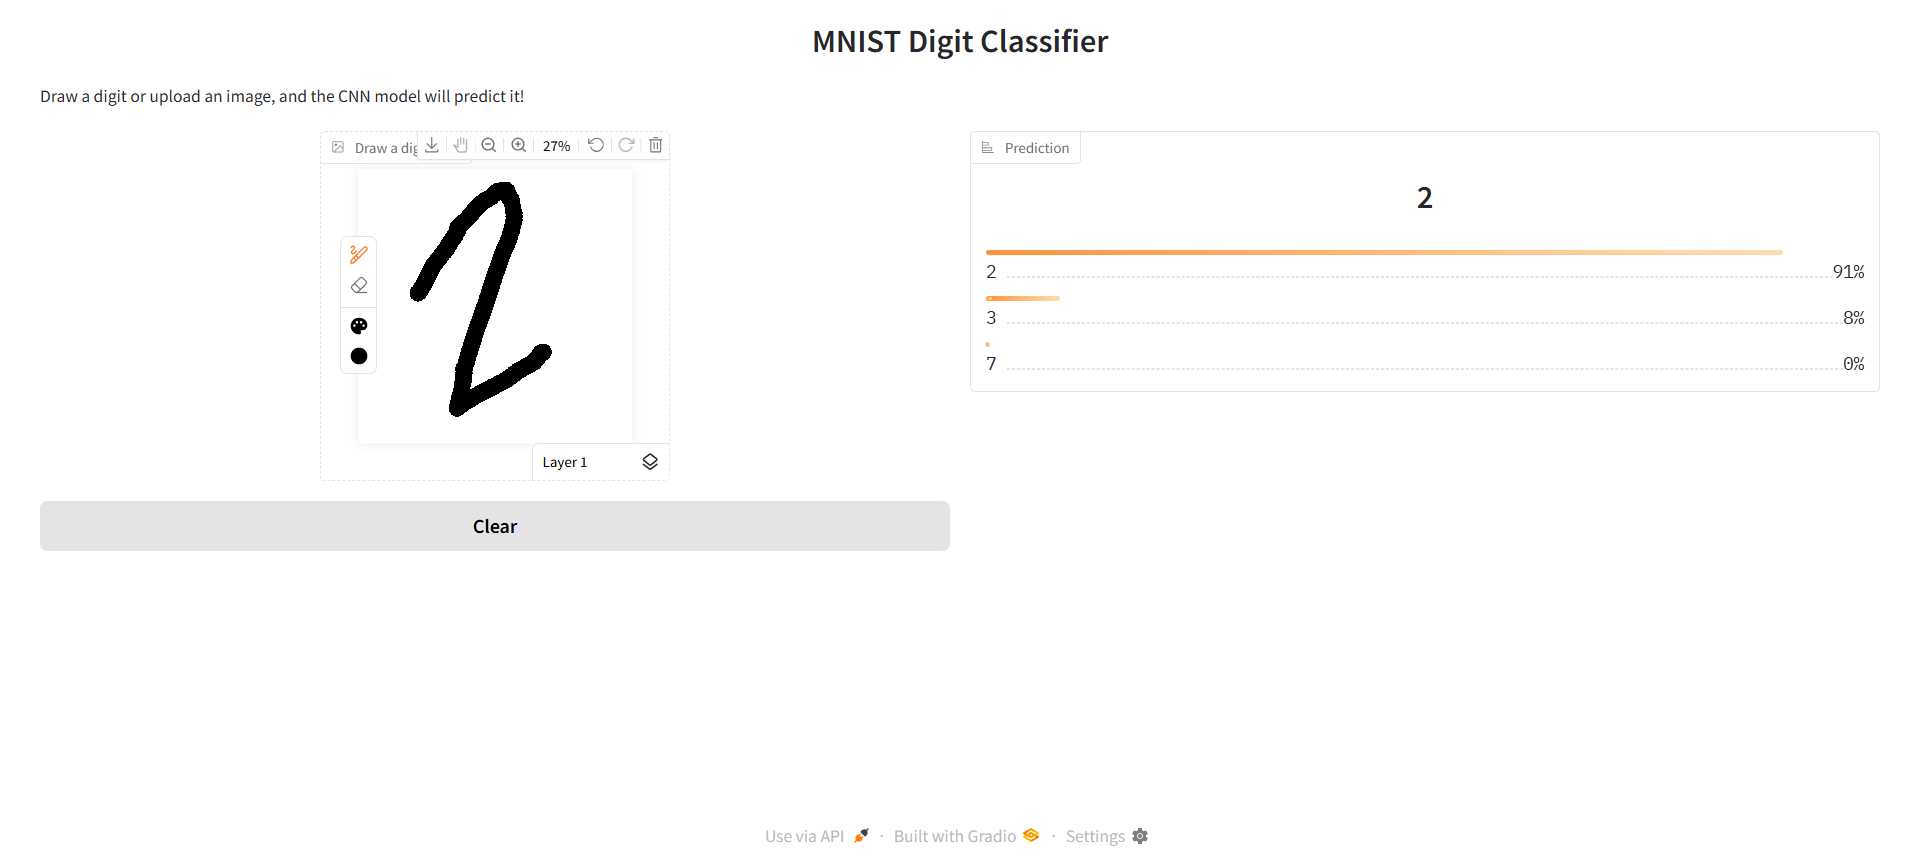 MNIST Digit Classifier
Draw a digit or upload an image, and the CNN model will predict it!
Draw a dig
27%
2
Layer 1
Clear
Prediction
2
2 91%
3 8%
7 0%
Use via API · Built with Gradio · Settings